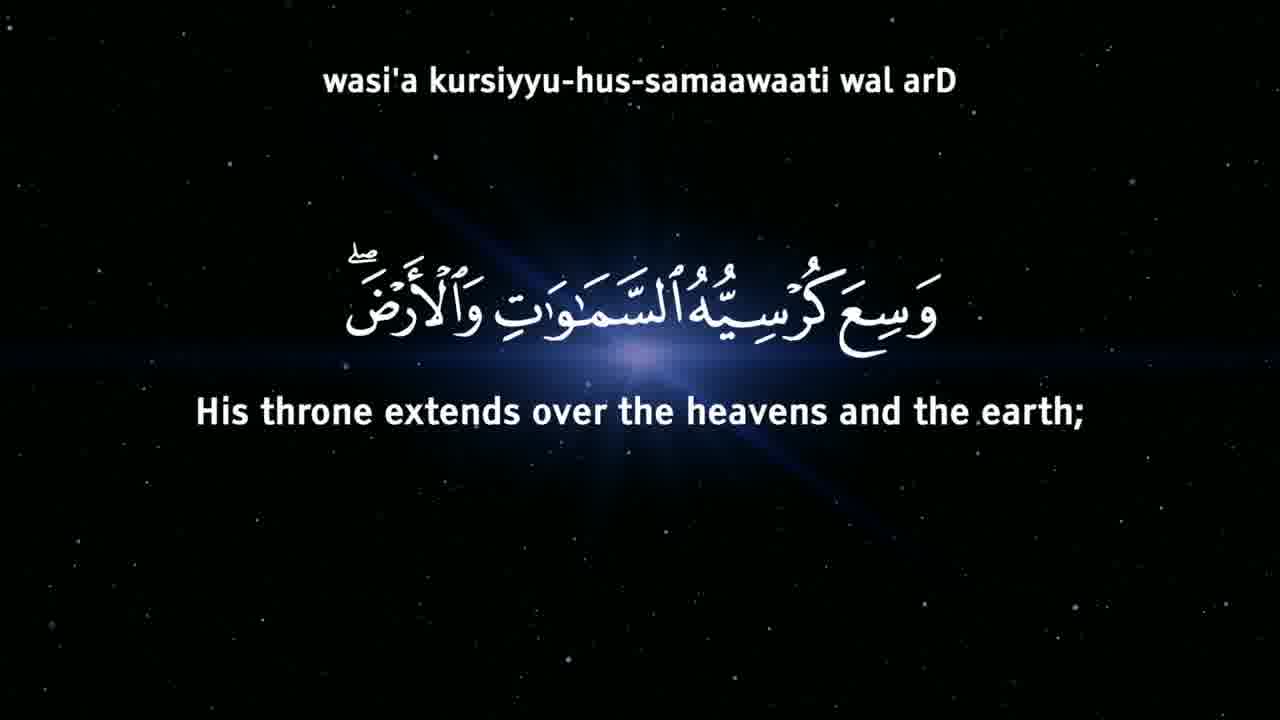 wasi'a kursiyyu-hus-samaawaati wal arD
وَسِعَ كُرْسِيُّهُ ٱلسَّمَـٰوَٰتِ وَٱلْأَرْضَ ۖ
His throne extends over the heavens and the earth;